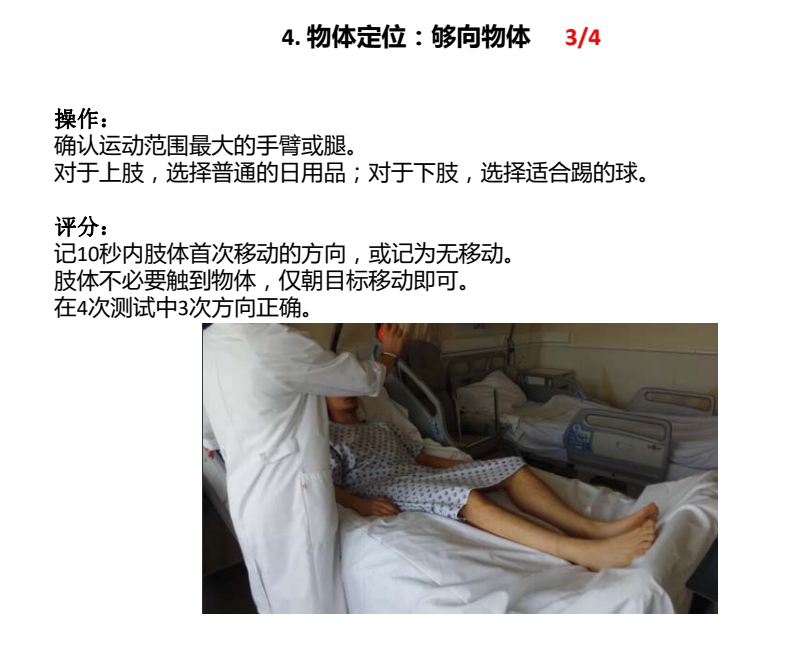 4. 物体定位：够向物体 3/4
操作：
确认运动范围最大的手臂或腿。
对于上肢，选择普通的日用品；对于下肢，选择适合踢的球。
评分：
记10秒内肢体首次移动的方向，或记为无移动。
肢体不必要触到物体，仅朝目标移动即可。
在4次测试中3次方向正确。